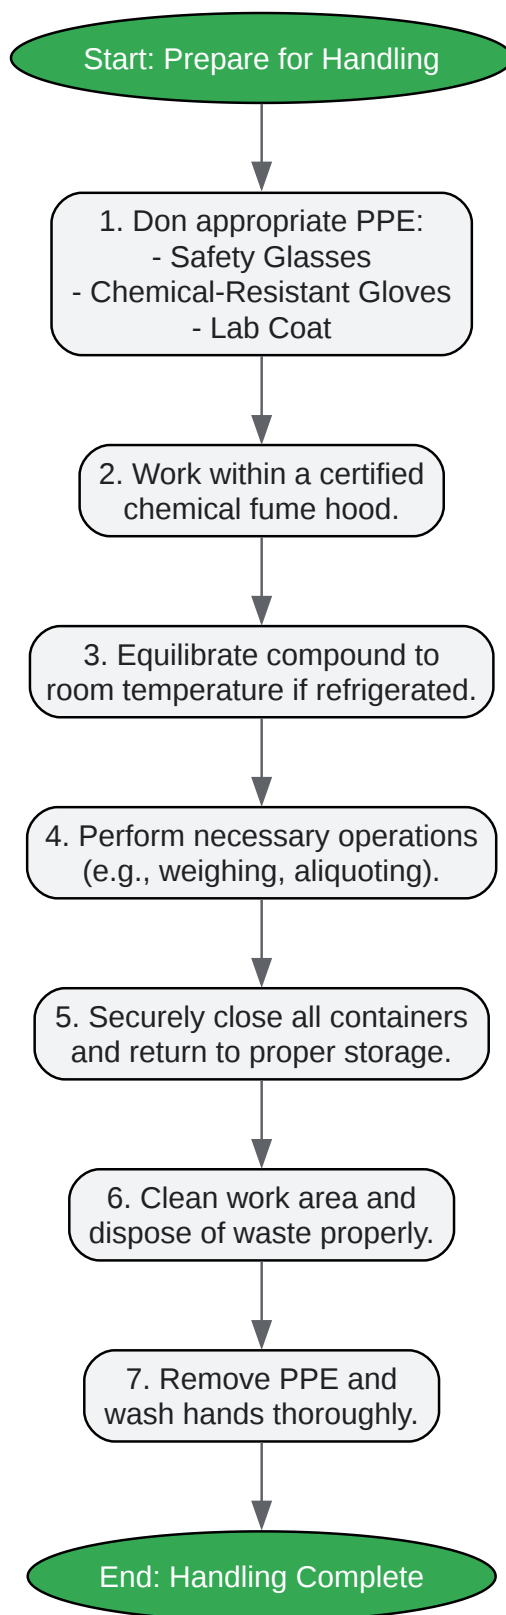 Start: Prepare for Handling
1. Don appropriate PPE:
- Safety Glasses
- Chemical-Resistant Gloves
- Lab Coat
2. Work within a certified
chemical fume hood.
3. Equilibrate compound to
room temperature if refrigerated.
4. Perform necessary operations
(e.g., weighing, aliquoting).
5. Securely close all containers
and return to proper storage.
6. Clean work area and
dispose of waste properly.
7. Remove PPE and
wash hands thoroughly.
End: Handling Complete